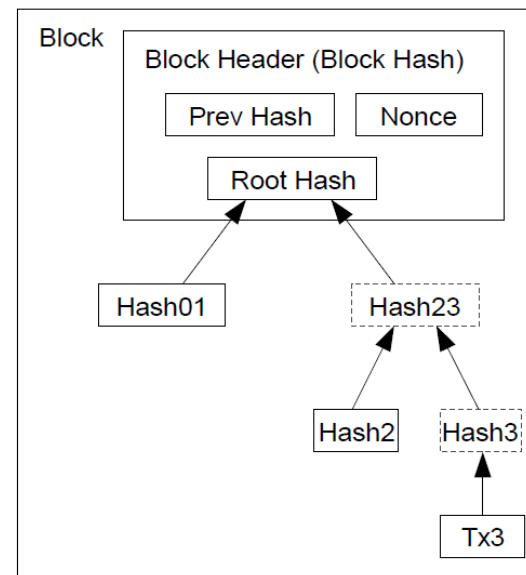 Block
Block Header (Block Hash)
Prev Hash
Nonce
Root Hash
Hash01
Hash23
Hash2
Hash3
Tx3